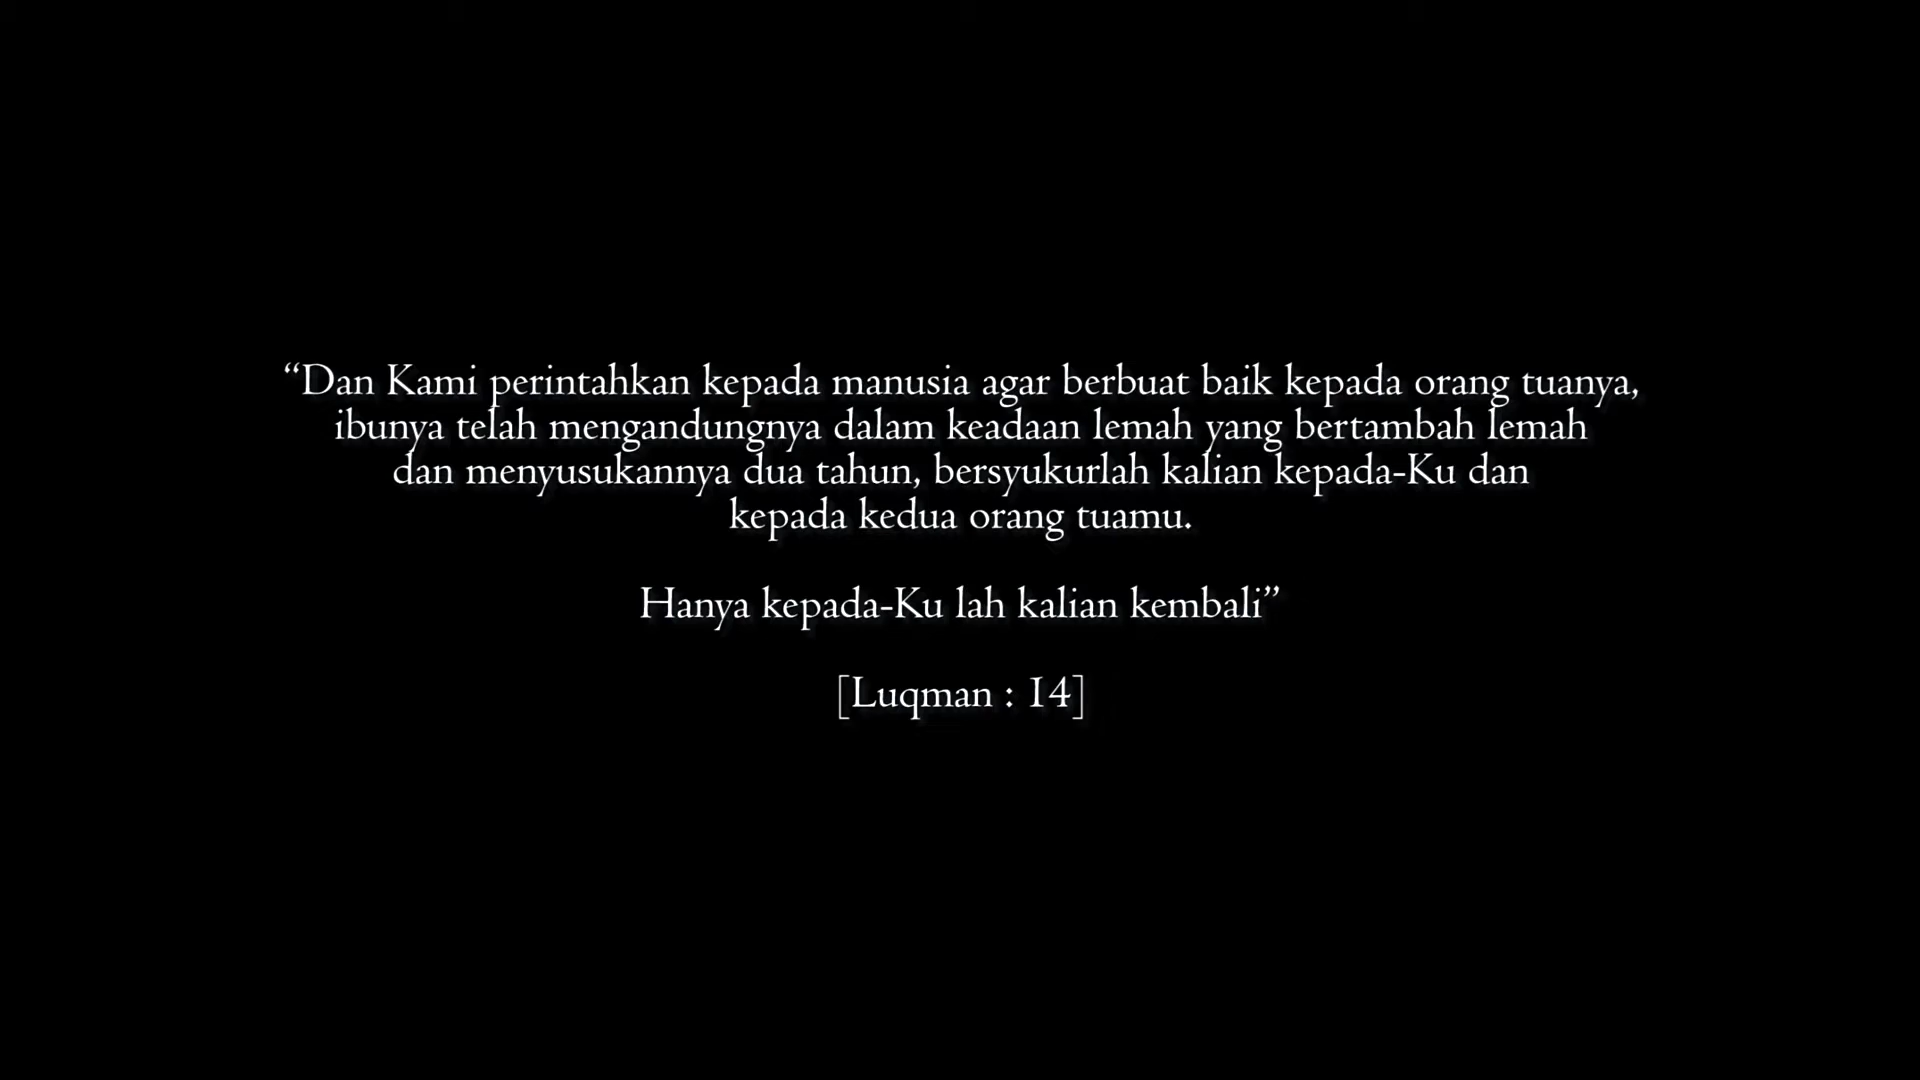 “Dan Kami perintahkan kepada manusia agar berbuat baik kepada orang tuanya,
ibunya telah mengandungnya dalam keadaan lemah yang bertambah lemah
dan menyusukannya dua tahun, bersyukurlah kalian kepada-Ku dan
kepada kedua orang tuamu.
Hanya kepada-Ku lah kalian kembali”
[Luqman : 14]